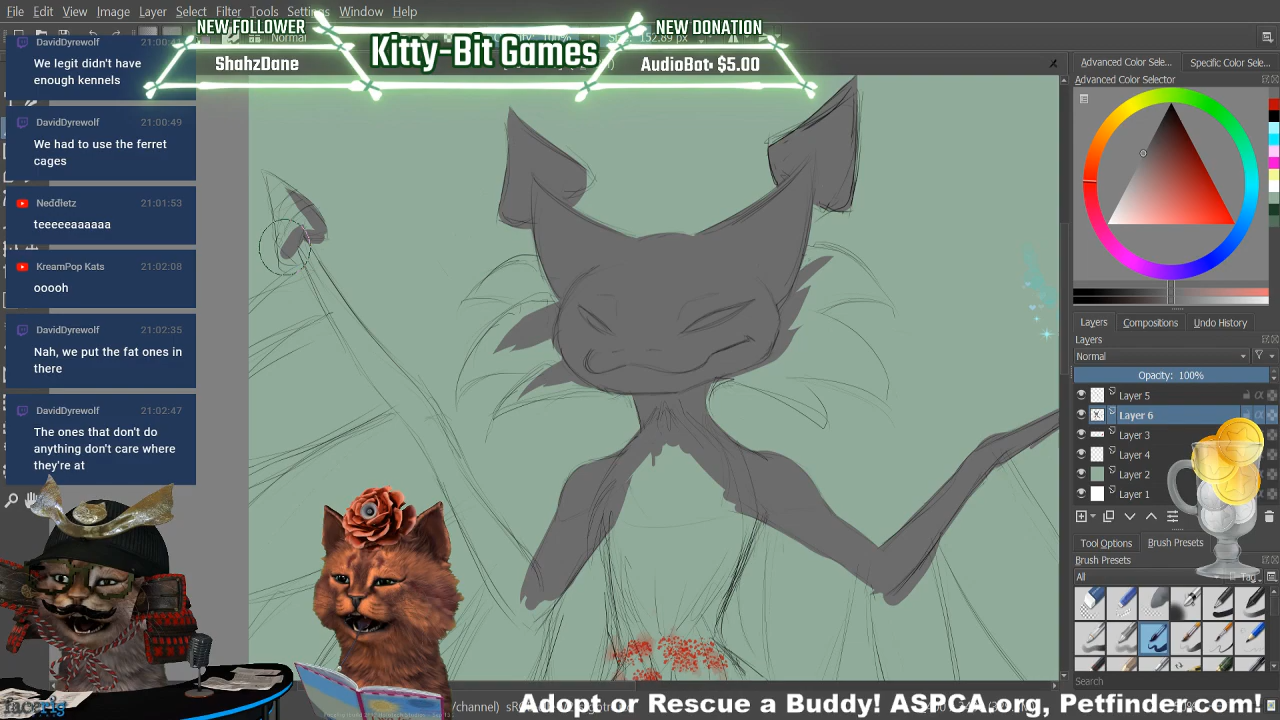 File Edit View Image Layer Select Filter Tools Settings Window Help
NEW FOLLOWER
ShahzDane
Kitty-Bit Games
NEW DONATION
AudioBot• $5.00
Normal
DavidDyrewolf
We legit didn't have
enough kennels
DavidDyrewolf 21:00:49
We had to use the ferret
cages
Neddletz 21:01:53
teeeeeaaaaaa
KreamPop Kats 21:02:08
ooooh
DavidDyrewolf 21:02:35
Nah, we put the fat ones in
there
DavidDyrewolf 21:02:47
The ones that don't do
anything don't care where
they're at
Advanced Color Selec... Specific Color Sele...
Advanced Color Selector
Layers Compositions Undo History
Layers
Normal
Opacity: 100%
Layer 5
Layer 6
Layer 3
Layer 4
Layer 2
Layer 1
Tool Options Brush Presets
Brush Presets
All
Tag
Search
facerig
Adopt or Rescue a Buddy! ASPCA.org, Petfinder.com!